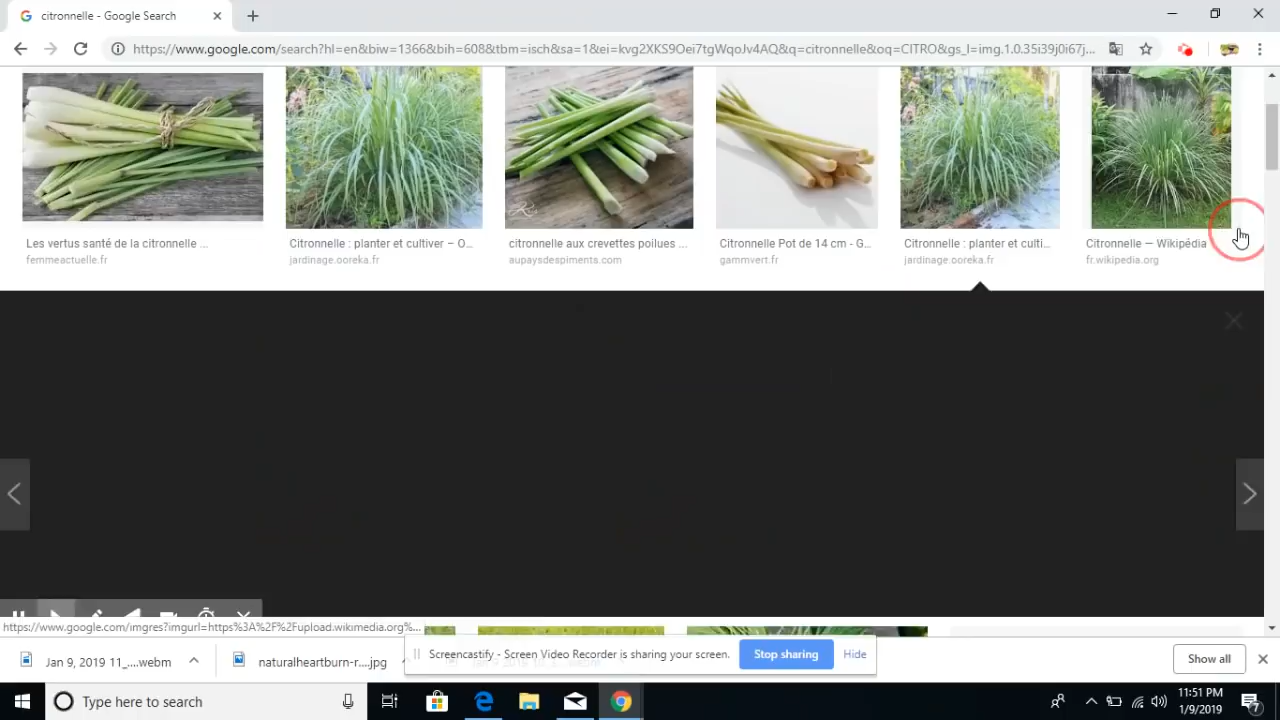 citronnelle - Google Search
https://www.google.com/search?hl=en&biw=1366&bih=608&tbm=isch&sa=1&ei=kvg2XKS9Oei7tgWqoJv4AQ&q=citronnelle&oq=CITRO&gs_l=img.1.0.35i39j0i67j...
Les vertus santé de la citronnelle ...
femmeactuelle.fr
Citronnelle : planter et cultiver – O...
jardinage.ooreka.fr
citronnelle aux crevettes poilues ...
aupaysdespiments.com
Citronnelle Pot de 14 cm - G...
gammvert.fr
Citronnelle : planter et culti...
jardinage.ooreka.fr
Citronnelle — Wikipédia
fr.wikipedia.org
https://www.google.com/imgres?imgurl=https%3A%2F%2Fupload.wikimedia.org%...
Jan 9, 2019 11_....webm
naturalheartburn-r....jpg
Screencastify - Screen Video Recorder is sharing your screen.
Stop sharing
Hide
Show all
Type here to search
11:51 PM
1/9/2019
7